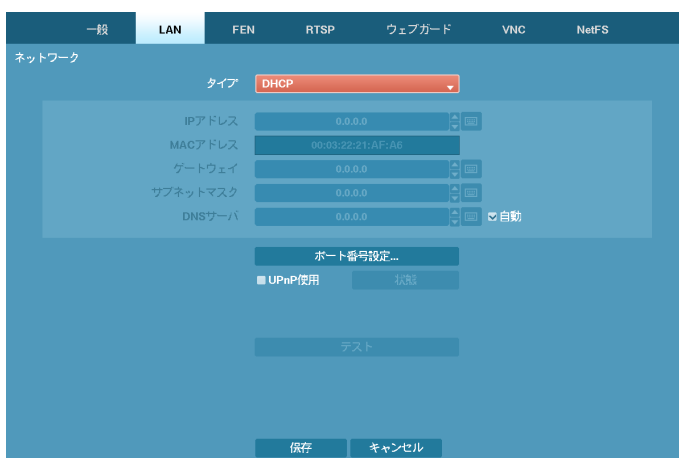 一般 LAN FEN RTSP ウェブガード VNC NetFS
ネットワーク
タイプ DHCP
IPアドレス 0.0.0.0
MACアドレス 00:03:22:21:AF:A6
ゲートウェイ 0.0.0.0
サブネットマスク 0.0.0.0
DNSサーバ 0.0.0.0 自動
ポート番号設定...
UPnP使用 状態
テスト
保存 キャンセル